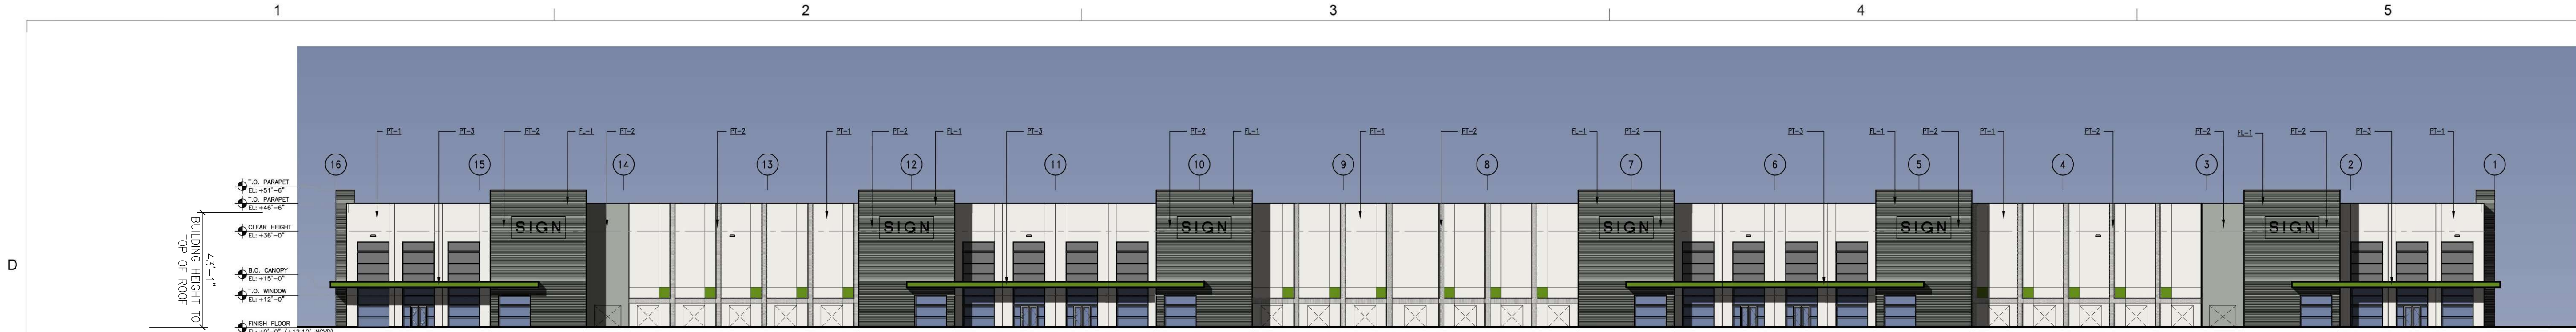 1 2 3 4 5
PT-1 PT-3 PT-2 FL-1 PT-2 PT-2 PT-1 PT-2 FL-1 PT-3 PT-2 FL-1 PT-1 PT-2 FL-1 PT-2 PT-3 FL-1 PT-2 PT-1 PT-2 PT-2 FL-1 PT-2 PT-3 PT-1
16 15 14 13 12 11 10 9 8 7 6 5 4 3 2 1
T.O. PARAPET
EL: +51'-6"
T.O. PARAPET
EL: +46'-6"
CLEAR HEIGHT
EL: +36'-0"
B.O. CANOPY
EL: +15'-0"
T.O. WINDOW
EL: +12'-0"
FINISH FLOOR
43'-1"
BUILDING HEIGHT TO
TOP OF ROOF
SIGN SIGN SIGN SIGN SIGN SIGN
D